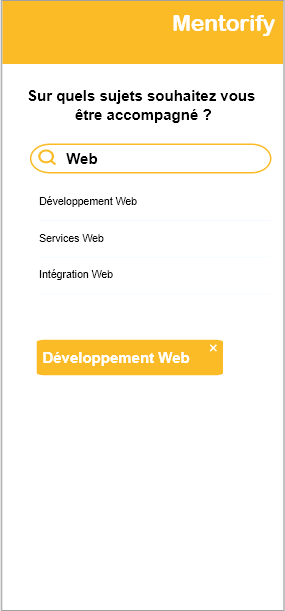 Mentorify
Sur quels sujets souhaitez vous
être accompagné ?
Web
Développement Web
Services Web
Intégration Web
Développement Web ×